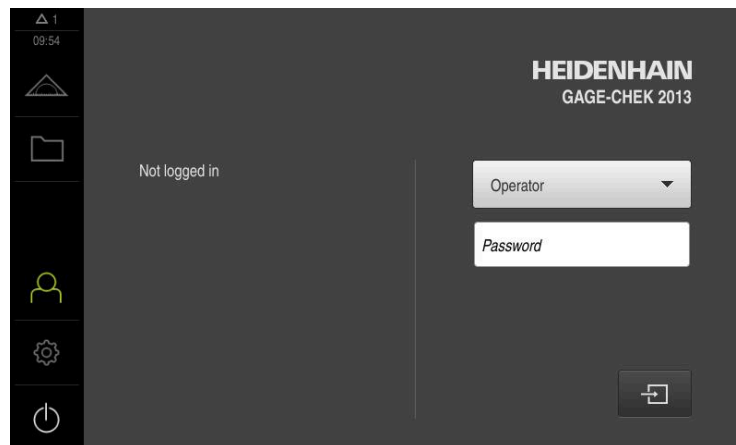 △ 1
09:54
HEIDENHAIN
GAGE-CHEK 2013
Not logged in
Operator
Password